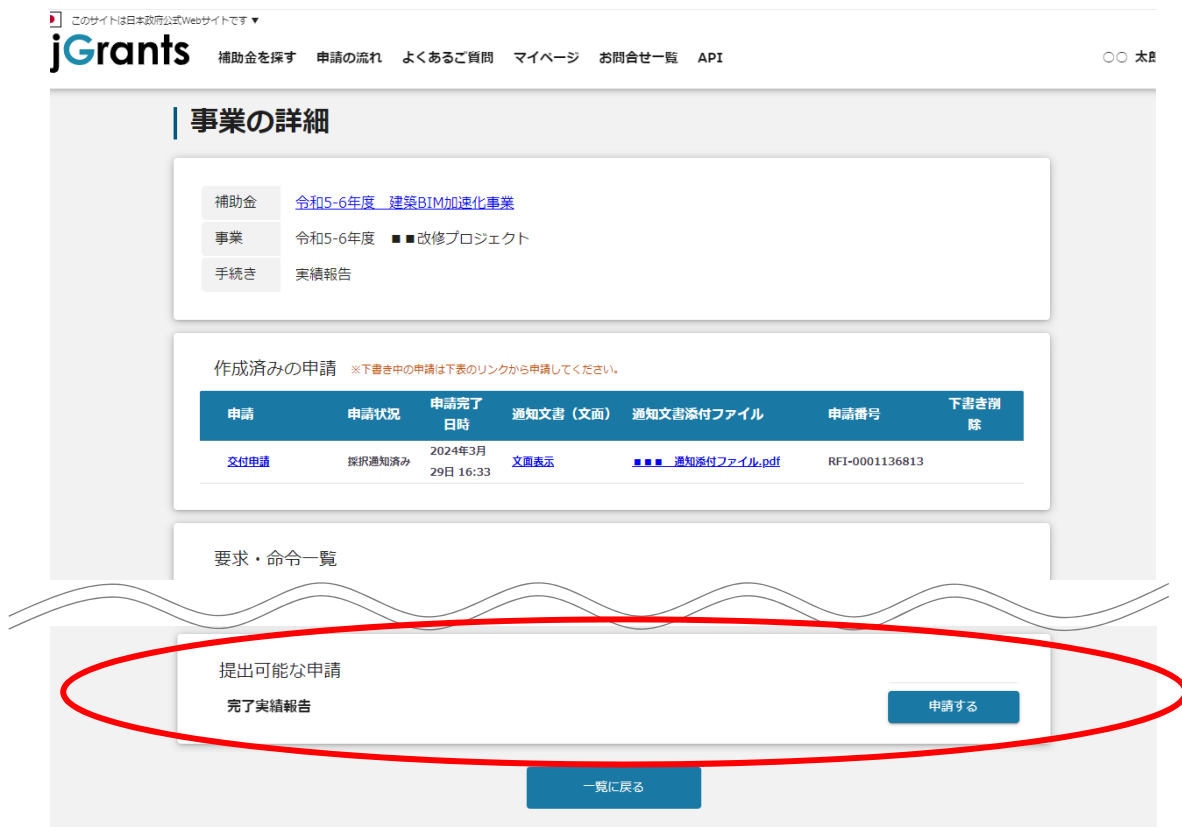 このサイトは日本政府公式Webサイトです ▼
jGrants 補助金を探す 申請の流れ よくあるご質問 マイページ お問合せ一覧 API 〇〇 太郎
事業の詳細
補助金 令和5-6年度　建築BIM加速化事業
事業 令和5-6年度　■■改修プロジェクト
手続き 実績報告
作成済みの申請 ※下書き中の申請は下表のリンクから申請してください。
申請 申請状況 申請完了日時 通知文書（文面） 通知文書添付ファイル 申請番号 下書き削除
交付申請 採択通知済み 2024年3月29日 16:33 文面表示 ■■■　通知添付ファイル.pdf RFI-0001136813
要求・命令一覧
提出可能な申請
完了実績報告 申請する
一覧に戻る